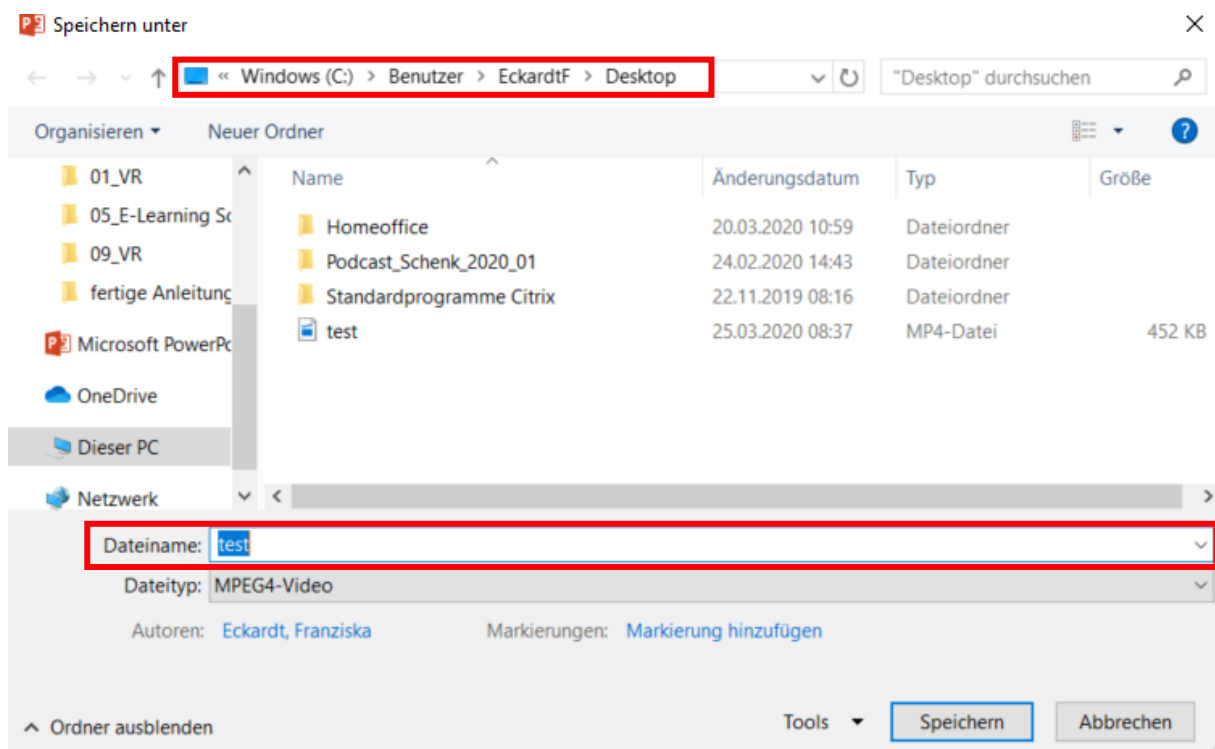 Speichern unter
« Windows (C:) > Benutzer > EckardtF > Desktop
"Desktop" durchsuchen
Organisieren Neuer Ordner
Name Änderungsdatum Typ Größe
01_VR
05_E-Learning Sc
09_VR
fertige Anleitung
Microsoft PowerPo
OneDrive
Dieser PC
Netzwerk
Homeoffice 20.03.2020 10:59 Dateiordner
Podcast_Schenk_2020_01 24.02.2020 14:43 Dateiordner
Standardprogramme Citrix 22.11.2019 08:16 Dateiordner
test 25.03.2020 08:37 MP4-Datei 452 KB
Dateiname: test
Dateityp: MPEG4-Video
Autoren: Eckardt, Franziska Markierungen: Markierung hinzufügen
Ordner ausblenden Tools Speichern Abbrechen